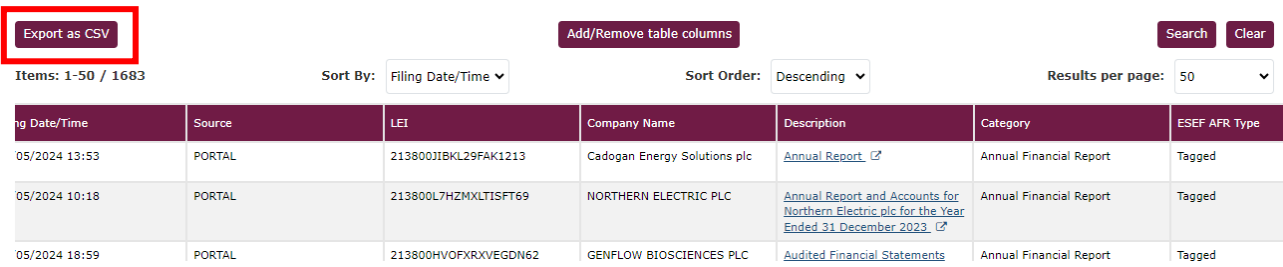 Export as CSV Add/Remove table columns Search Clear
Items: 1-50 / 1683 Sort By: Filing Date/Time Sort Order: Descending Results per page: 50
ng Date/Time Source LEI Company Name Description Category ESEF AFR Type
05/2024 13:53 PORTAL 213800JIBKL29FAK1213 Cadogan Energy Solutions plc Annual Report Annual Financial Report Tagged
05/2024 10:18 PORTAL 213800L7HZMXLTISFT69 NORTHERN ELECTRIC PLC Annual Report and Accounts for Annual Financial Report Tagged
Northern Electric plc for the Year
Ended 31 December 2023
05/2024 18:59 PORTAL 213800HVOFXRXVEGDN62 GENFLOW BIOSCIENCES PLC Audited Financial Statements Annual Financial Report Tagged